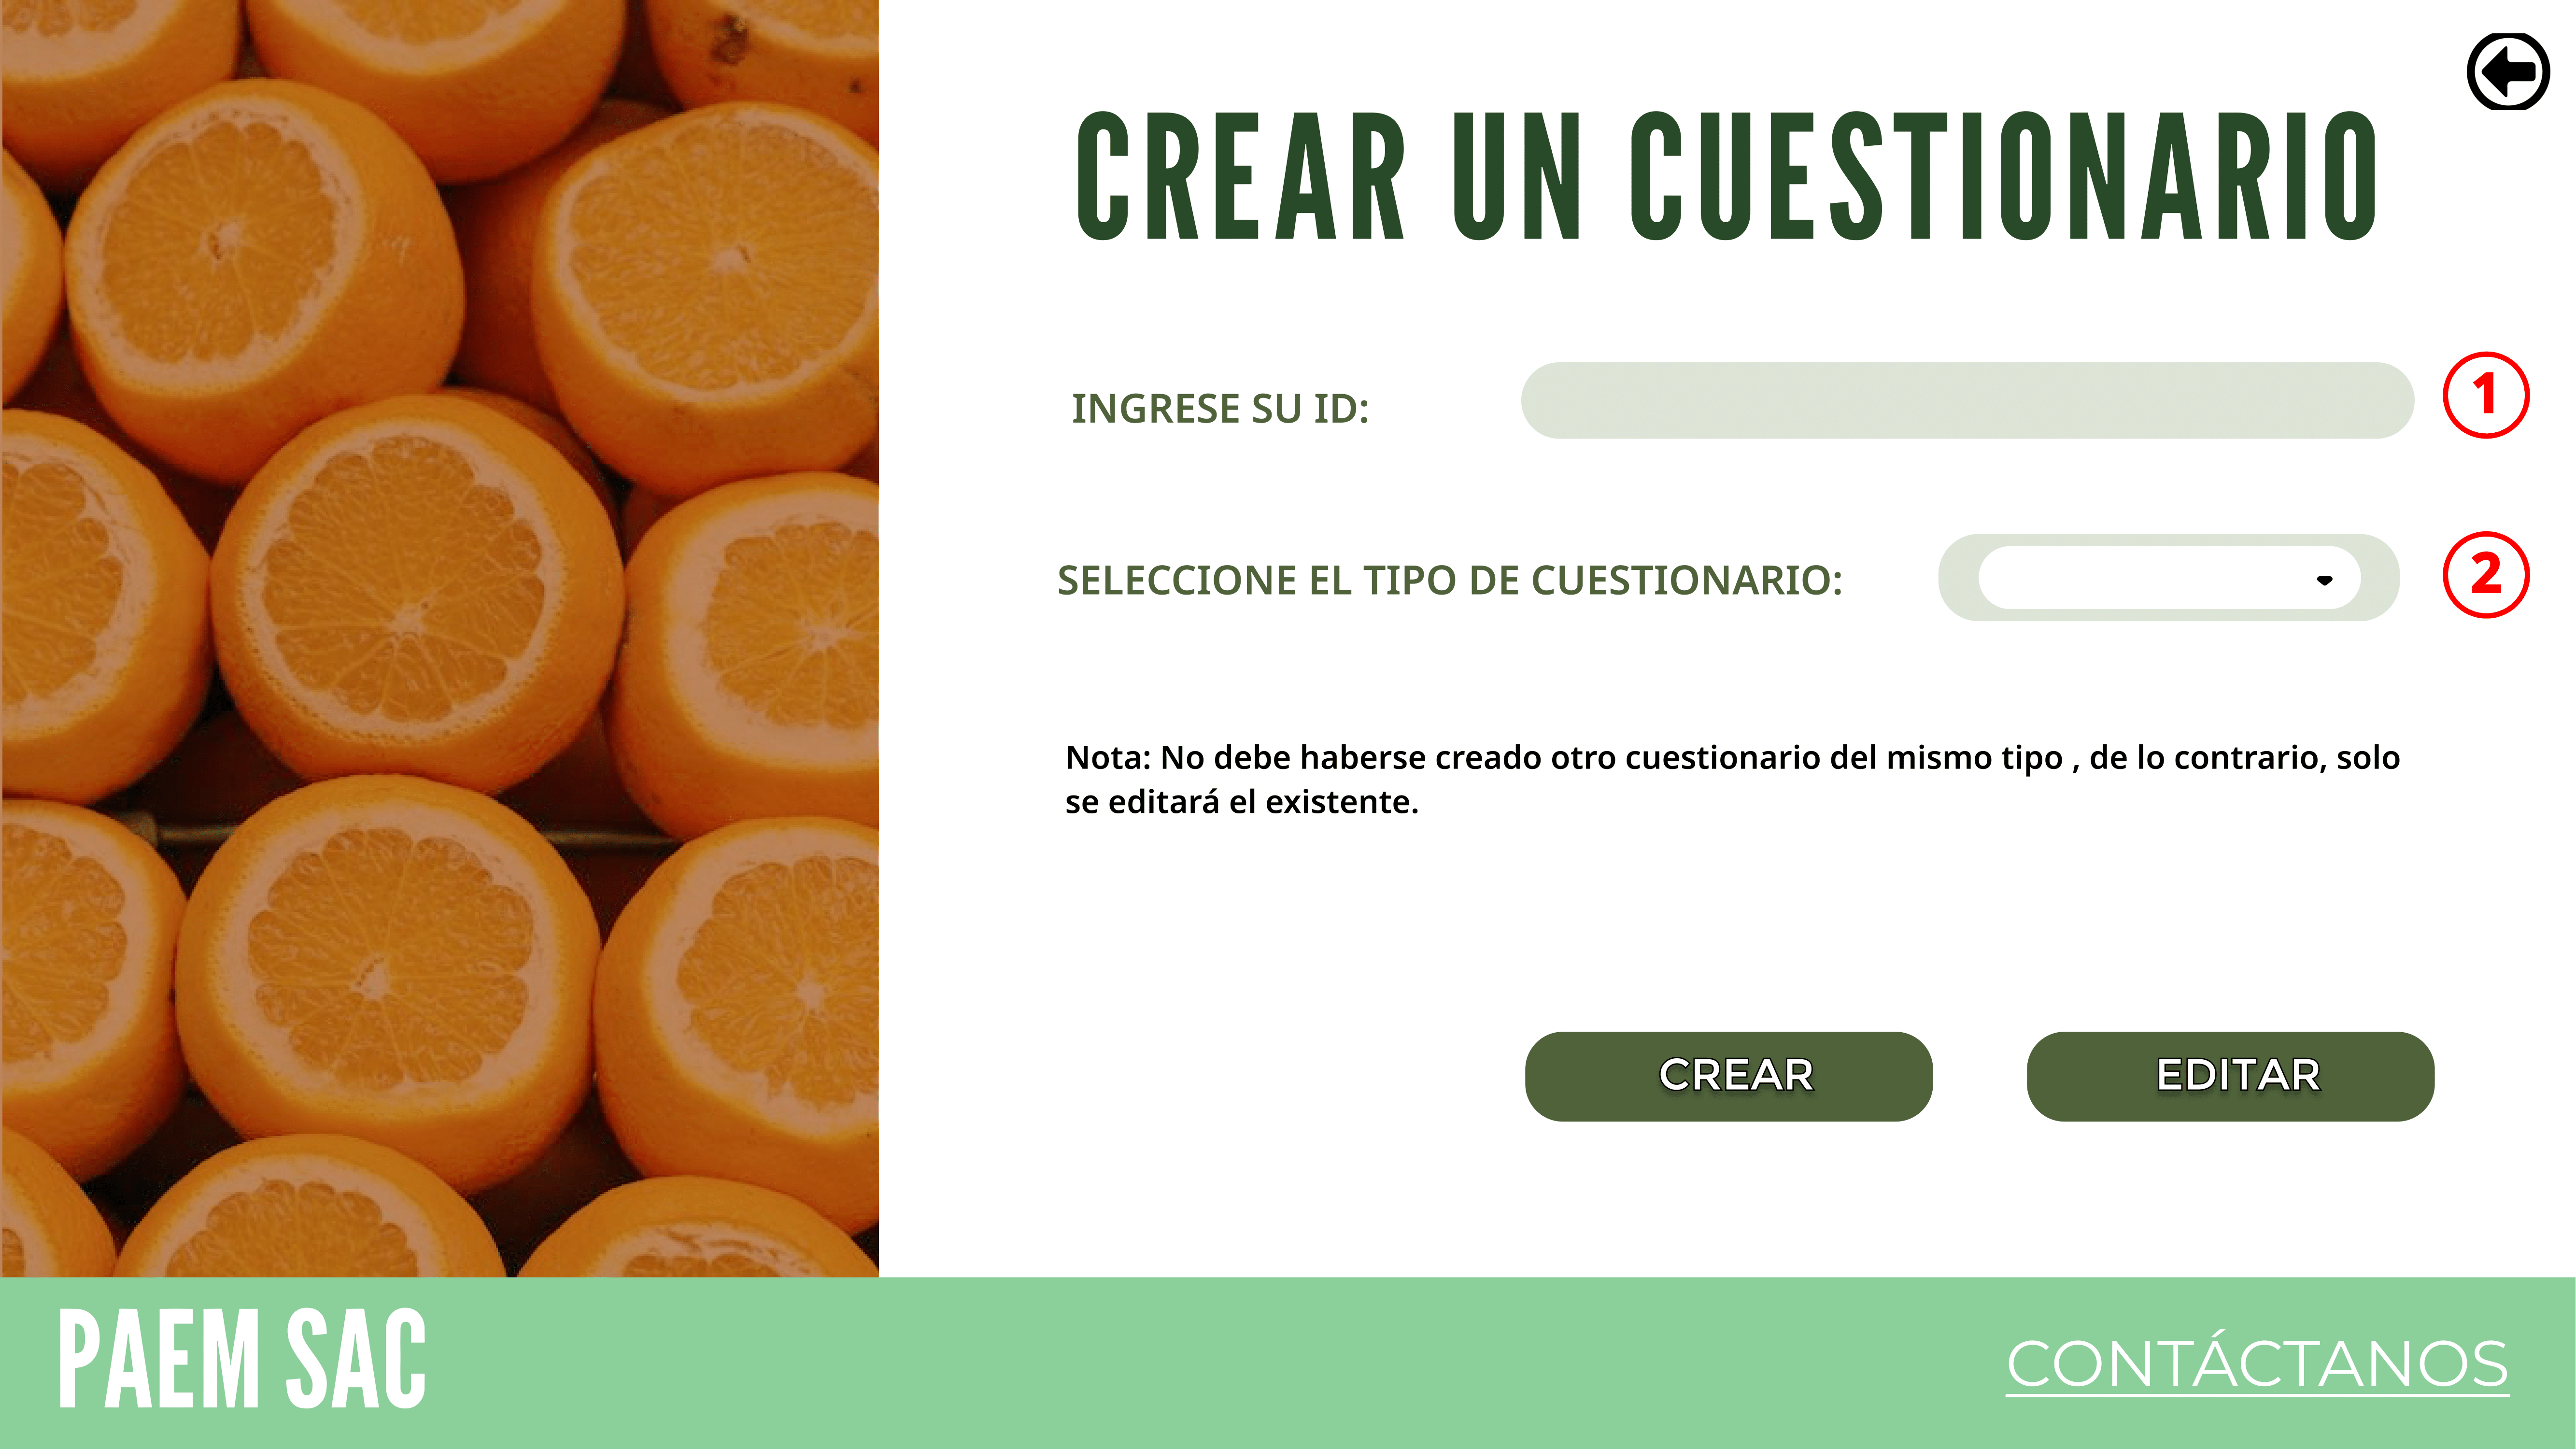 CREAR UN CUESTIONARIO
INGRESE SU ID:
1
SELECCIONE EL TIPO DE CUESTIONARIO:
2
Nota: No debe haberse creado otro cuestionario del mismo tipo , de lo contrario, solo
se editará el existente.
CREAR
EDITAR
PAEM SAC
CONTÁCTANOS